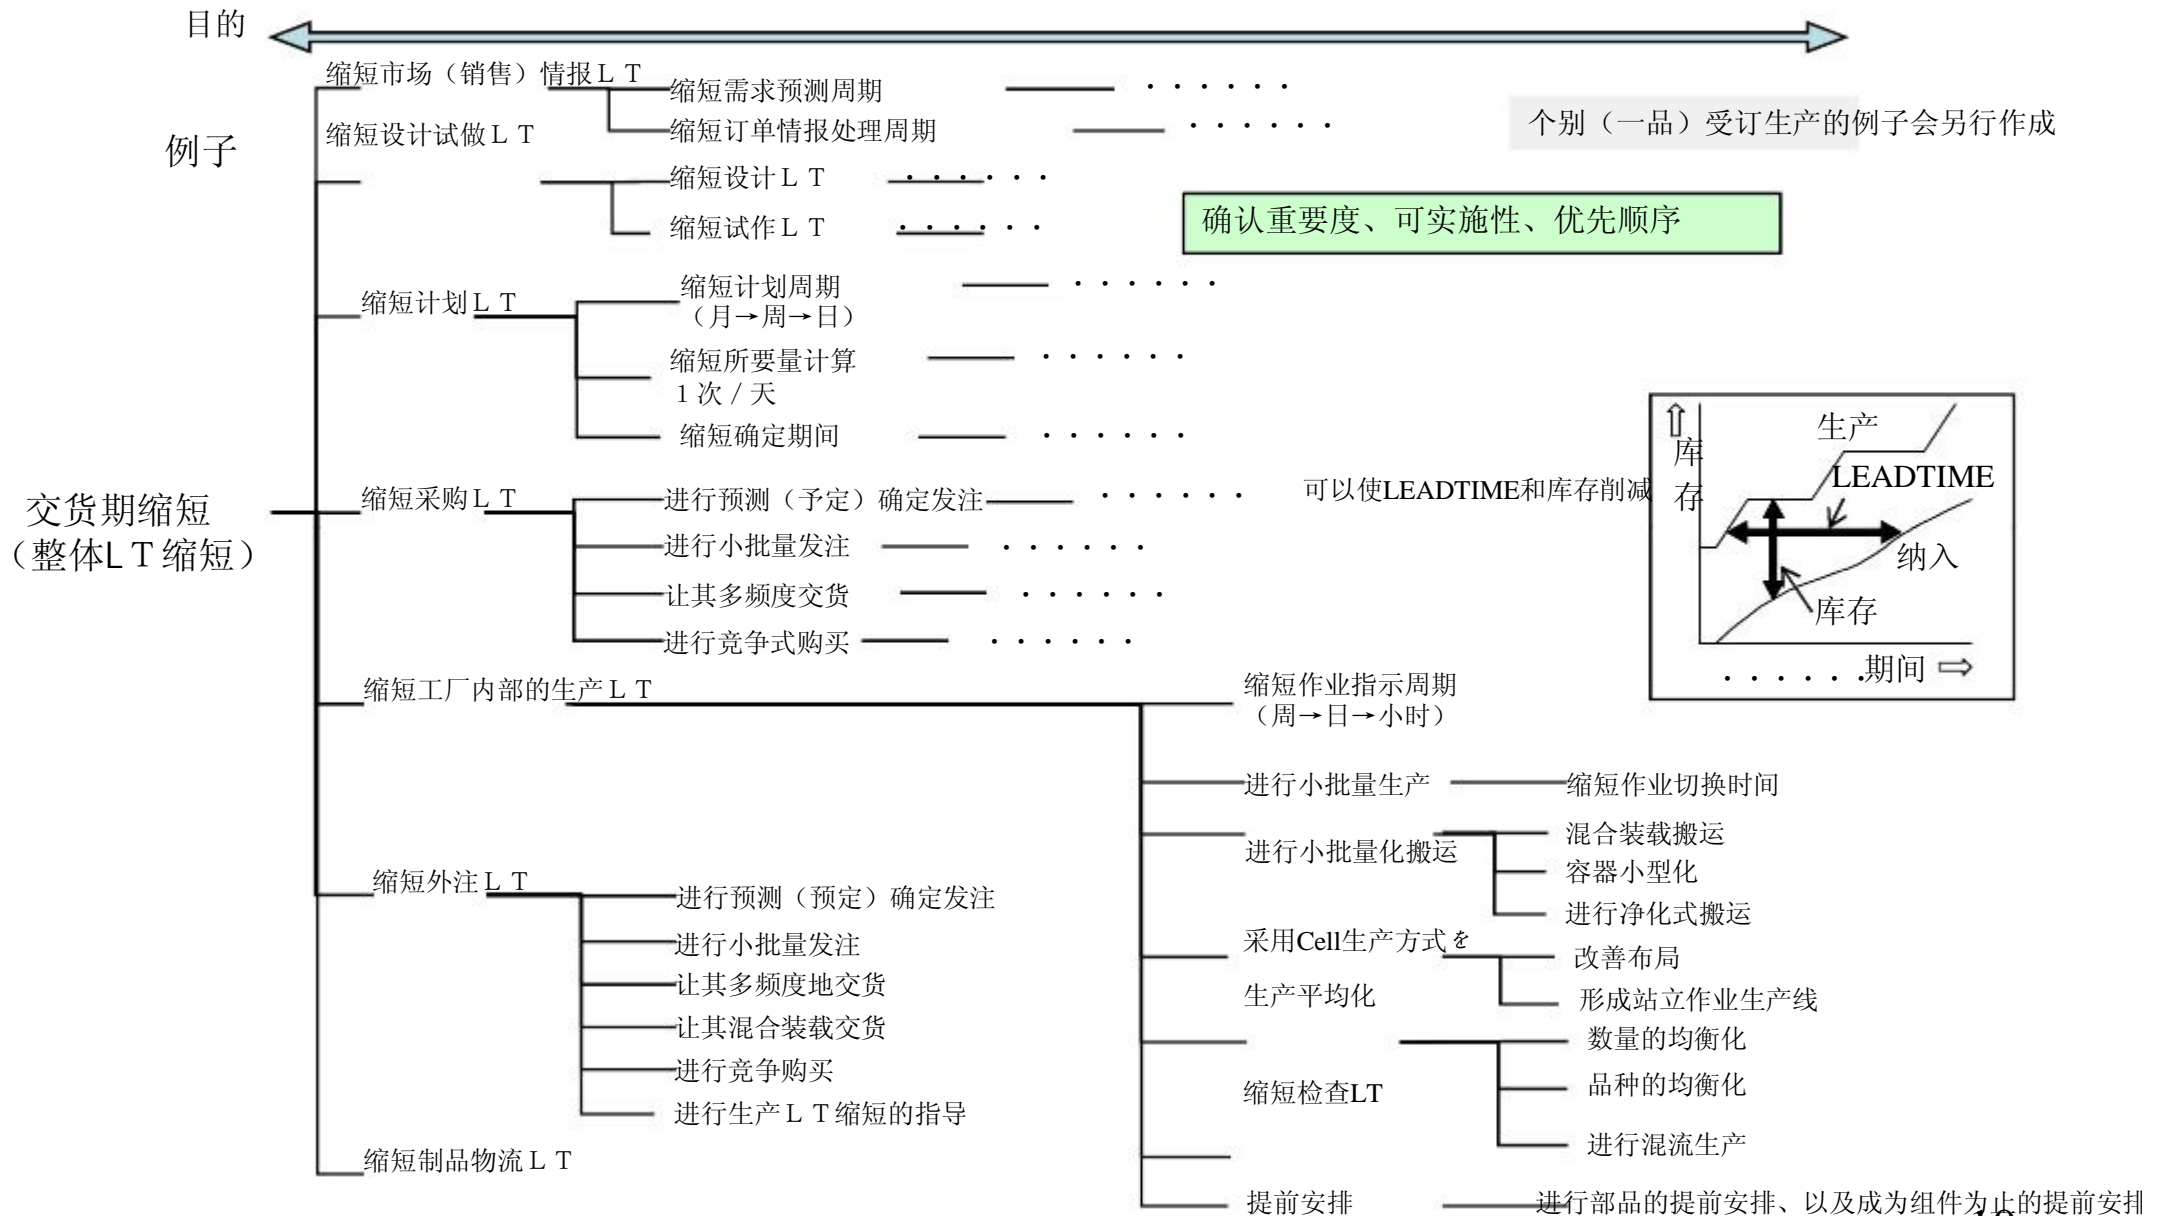 目的
例子
交货期缩短
（整体LＴ缩短）
缩短市场（销售）情报ＬＴ
缩短需求预测周期
・・・・・・
缩短订单情报处理周期
・・・・・・
缩短设计试做ＬＴ
缩短设计ＬＴ
・・・・・・
缩短试作ＬＴ
・・・・・・
个别（一品）受订生产的例子会另行作成
确认重要度、可实施性、优先顺序
缩短计划ＬＴ
缩短计划周期
（月→周→日）
・・・・・・
缩短所要量计算
１次／天
・・・・・・
缩短确定期间
・・・・・・
缩短采购ＬＴ
进行预测（予定）确定发注
・・・・・・
进行小批量发注
・・・・・・
让其多频度交货
・・・・・・
进行竞争式购买
・・・・・・
可以使LEADTIME和库存削减
⇧
库
存
生产
LEADTIME
纳入
库存
・・・・・・期间 ⇨
缩短工厂内部的生产ＬＴ
缩短作业指示周期
（周→日→小时）
进行小批量生产
缩短作业切换时间
进行小批量化搬运
混合装载搬运
容器小型化
进行净化式搬运
采用Cell生产方式を
改善布局
形成站立作业生产线
生产平均化
数量的均衡化
品种的均衡化
进行混流生产
缩短检查LT
提前安排
进行部品的提前安排、以及成为组件为止的提前安排
缩短外注ＬＴ
进行预测（预定）确定发注
进行小批量发注
让其多频度地交货
让其混合装载交货
进行竞争购买
进行生产ＬＴ缩短的指导
缩短制品物流ＬＴ